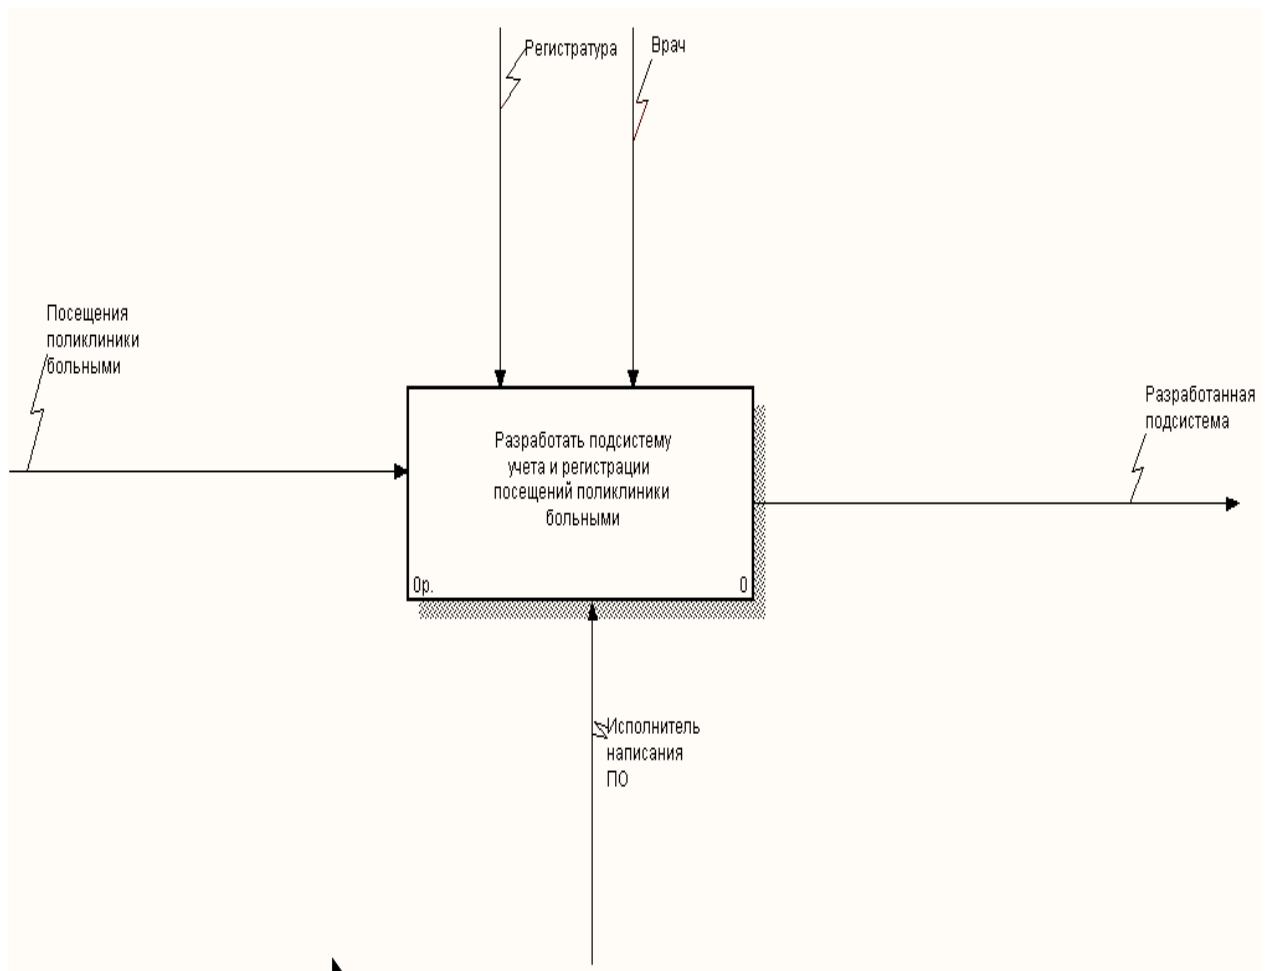 Регистратура
Врач
Посещения
поликлиники
больными
Разработать подсистему
учета и регистрации
посещений поликлиники
больными
0р.
0
Разработанная
подсистема
Исполнитель
написания
ПО